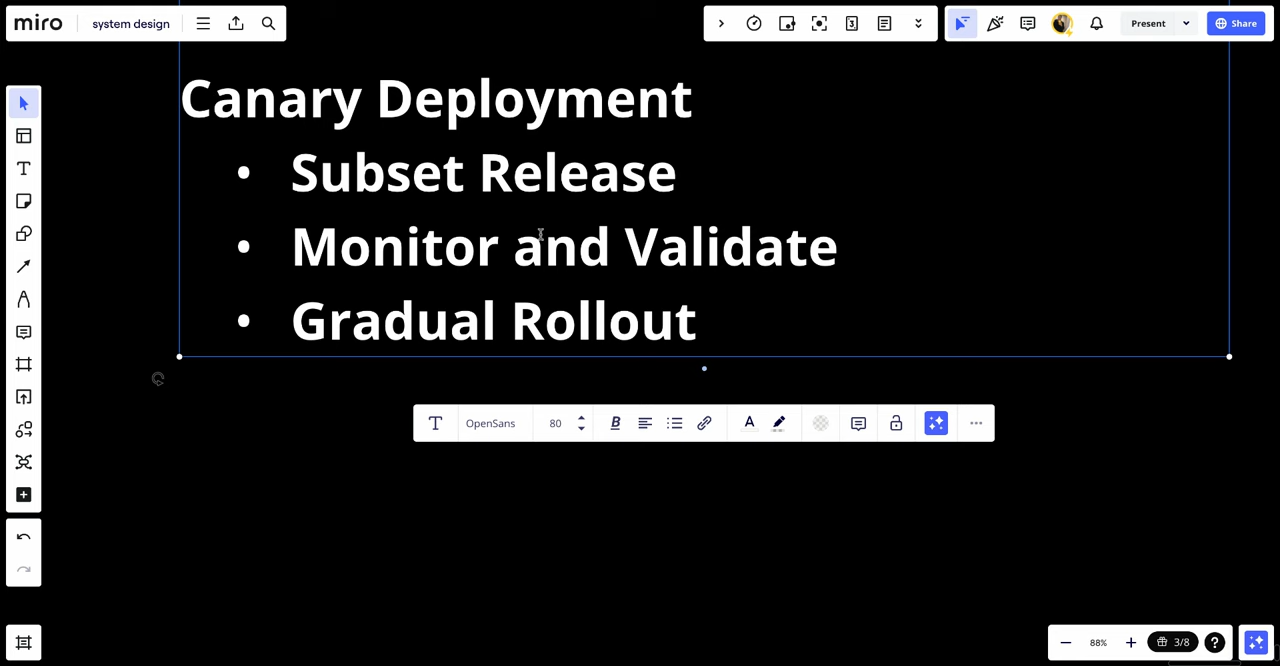 miro
system design
3
Present
Share
Canary Deployment
• Subset Release
• Monitor and Validate
• Gradual Rollout
T
OpenSans
80
B
A
T
88%
3/8
?